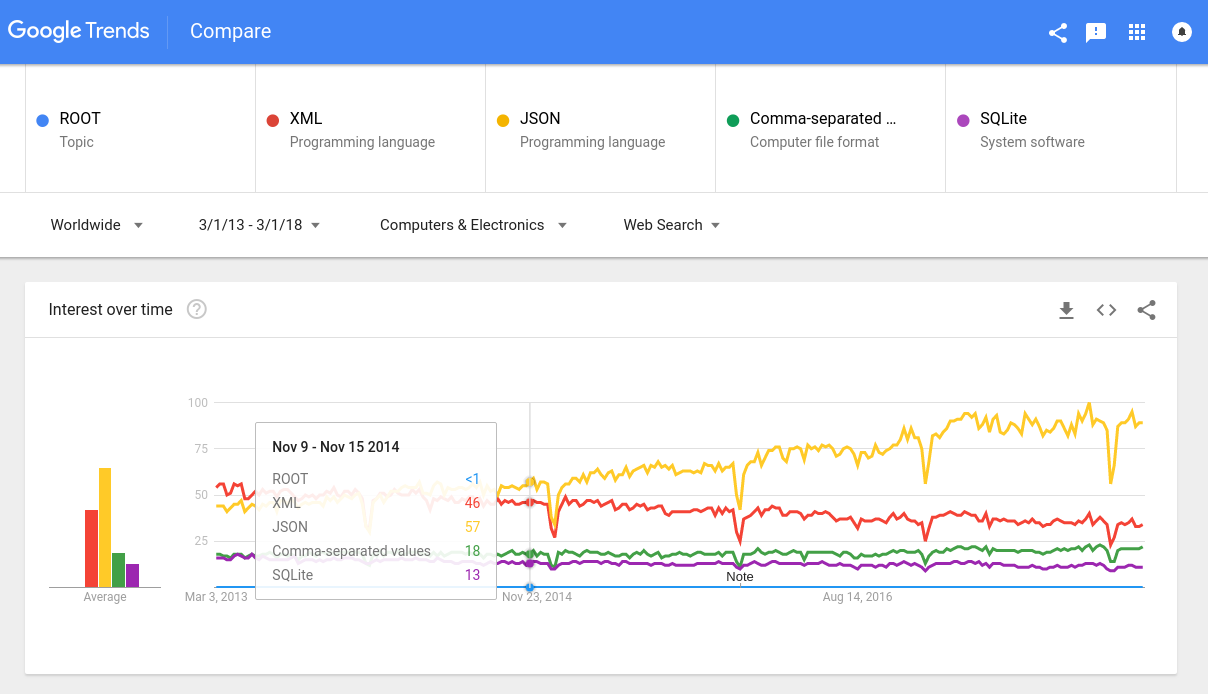 Google Trends Compare
ROOT XML JSON Comma-separated ... SQLite
Topic Programming language Programming language Computer file format System software
Worldwide 3/1/13 - 3/1/18 Computers & Electronics Web Search
Interest over time ?
100
75
50
25
Nov 9 - Nov 15 2014
ROOT <1
XML 46
JSON 57
Comma-separated values 18
SQLite 13
Note
Average Mar 3, 2013 Nov 23, 2014 Aug 14, 2016